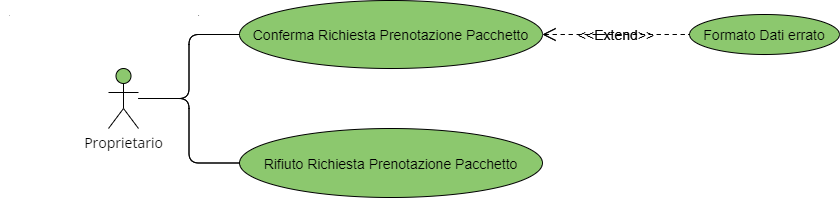 Conferma Richiesta Prenotazione Pacchetto
<<Extend>>
Formato Dati errato
Proprietario
Rifiuto Richiesta Prenotazione Pacchetto